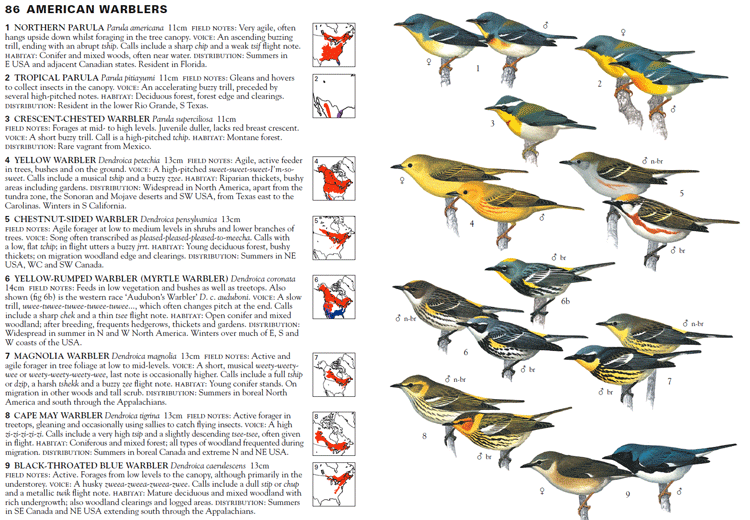 86 AMERICAN WARBLERS
1 NORTHERN PARULA Parula americana 11cm FIELD NOTES: Very agile, often
hangs upside down whilst foraging in the tree canopy. VOICE: An ascending buzzing
trill, ending with an abrupt tship. Calls include a sharp chip and a weak tsif flight note.
HABITAT: Conifer and mixed woods, often near water. DISTRIBUTION: Summers in
E USA and adjacent Canadian states. Resident in Florida.
2 TROPICAL PARULA Parula pitiayumi 11cm FIELD NOTES: Gleans and hovers
to collect insects in the canopy. VOICE: An accelerating buzzy trill, preceded by
several high-pitched notes. HABITAT: Deciduous forest, forest edge and clearings.
DISTRIBUTION: Resident in the lower Rio Grande, S Texas.
3 CRESCENT-CHESTED WARBLER Parula superciliosa 11cm
FIELD NOTES: Forages at mid- to high levels. Juvenile duller, lacks red breast crescent.
VOICE: A short buzzy trill. Call is a high-pitched tchip. HABITAT: Montane forest.
DISTRIBUTION: Rare vagrant from Mexico.
4 YELLOW WARBLER Dendroica petechia 13cm FIELD NOTES: Agile, active feeder
in trees, bushes and on the ground. VOICE: A high-pitched sweet-sweet-sweet-I'm-so-
sweet. Calls include a musical tship and a buzzy zzee. HABITAT: Riparian thickets, bushy
areas including gardens. DISTRIBUTION: Widespread in North America, apart from the
tundra zone, the Sonoran and Mojave deserts and SW USA, from Texas east to the
Carolinas. Winters in S California.
5 CHESTNUT-SIDED WARBLER Dendroica pensylvanica 13cm
FIELD NOTES: Agile forager at low to medium levels in shrubs and lower branches of
trees. VOICE: Song often transcribed as pleased-pleased-pleased-to-meecha. Calls with
a low, flat tchip; in flight utters a buzzy jrrt. HABITAT: Young deciduous forest, bushy
thickets; on migration woodland edge and clearings. DISTRIBUTION: Summers in NE
USA, WC and SW Canada.
6 YELLOW-RUMPED WARBLER (MYRTLE WARBLER) Dendroica coronata
14cm FIELD NOTES: Feeds in low vegetation and bushes as well as treetops. Also
shown (fig 6b) is the western race 'Audubon's Warbler' D. c. auduboni. VOICE: A slow
trill, uwee-tuwee-tuwee-tuwee-tuwee..., which often changes pitch at the end. Calls
include a sharp chek and a thin tsee flight note. HABITAT: Open conifer and mixed
woodland; after breeding, frequents hedgerows, thickets and gardens. DISTRIBUTION:
Widespread in summer in N and W North America. Winters over much of E, S and
W coasts of the USA.
7 MAGNOLIA WARBLER Dendroica magnolia 13cm FIELD NOTES: Active and
agile forager in tree foliage at low to mid-levels. VOICE: A short, musical weety-weety-
wee or weety-weety-weety-wee, last note is occasionally higher. Calls include a full tship
or dzip, a harsh tshekk and a buzzy zee flight note. HABITAT: Young conifer stands. On
migration in other woods and tall scrub. DISTRIBUTION: Summers in boreal North
America and south through the Appalachians.
8 CAPE MAY WARBLER Dendroica tigrina 13cm FIELD NOTES: Active forager in
treetops, gleaning and occasionally using sallies to catch flying insects. VOICE: A high
zi-zi-zi-zi-zi. Calls include a very high tsip and a slightly descending tsee-tsee, often given
in flight. HABITAT: Coniferous and mixed forest; all types of woodland frequented during
migration. DISTRIBUTION: Summers in boreal Canada and extreme N and NE USA.
9 BLACK-THROATED BLUE WARBLER Dendroica caerulescens 13cm
FIELD NOTES: Active. Forages from low levels to the canopy, although primarily in the
understorey. VOICE: A husky zweea-zweea-zweea-zwee. Calls include a dull stip or chup
and a metallic twik flight note. HABITAT: Mature deciduous and mixed woodland with
rich undergrowth; also woodland clearings and logged areas. DISTRIBUTION: Summers
in SE Canada and NE USA extending south through the Appalachians.
1
2
4
5
6
7
8
9
♀ 1 ♂
♀ 2 ♂
3 ♂
♀ 4 ♂
♂ n-br 5
♂ br
♂ br 6b
♂ n-br 6 ♂ br
♂ n-br 7
♂ br
♂ n-br 8
♂ br
♀ 9 ♂